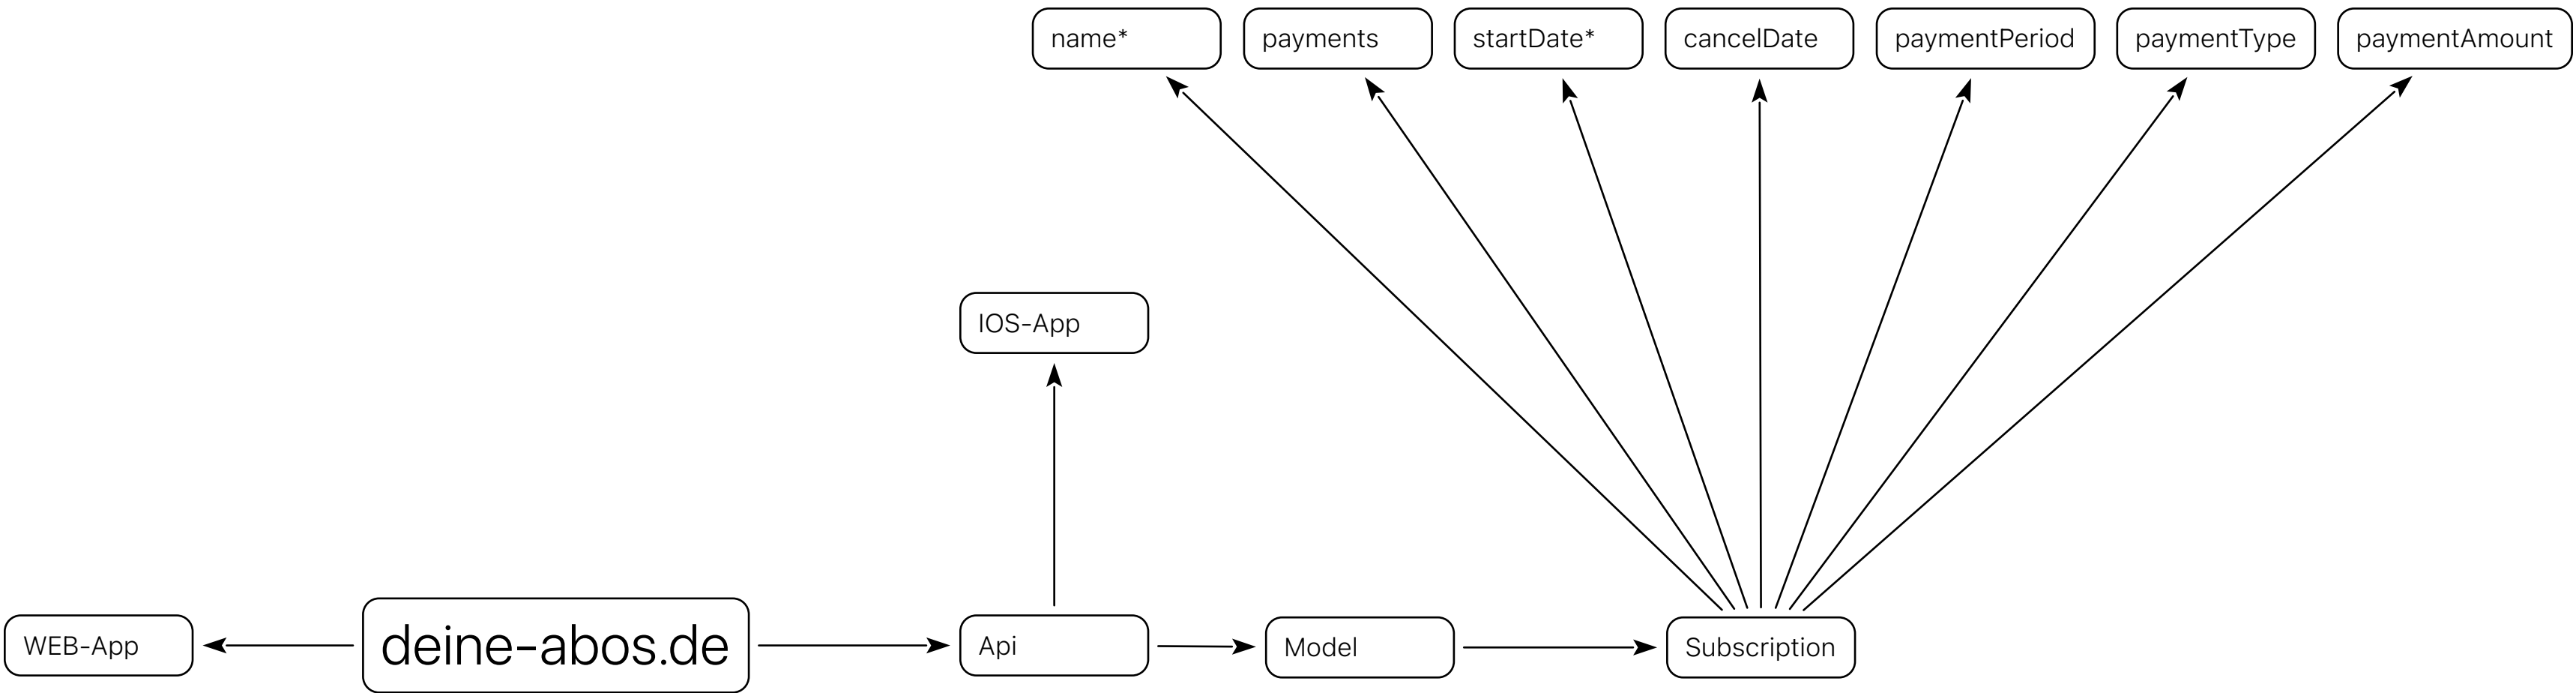 name*
payments
startDate*
cancelDate
paymentPeriod
paymentType
paymentAmount
IOS-App
WEB-App
deine-abos.de
Api
Model
Subscription